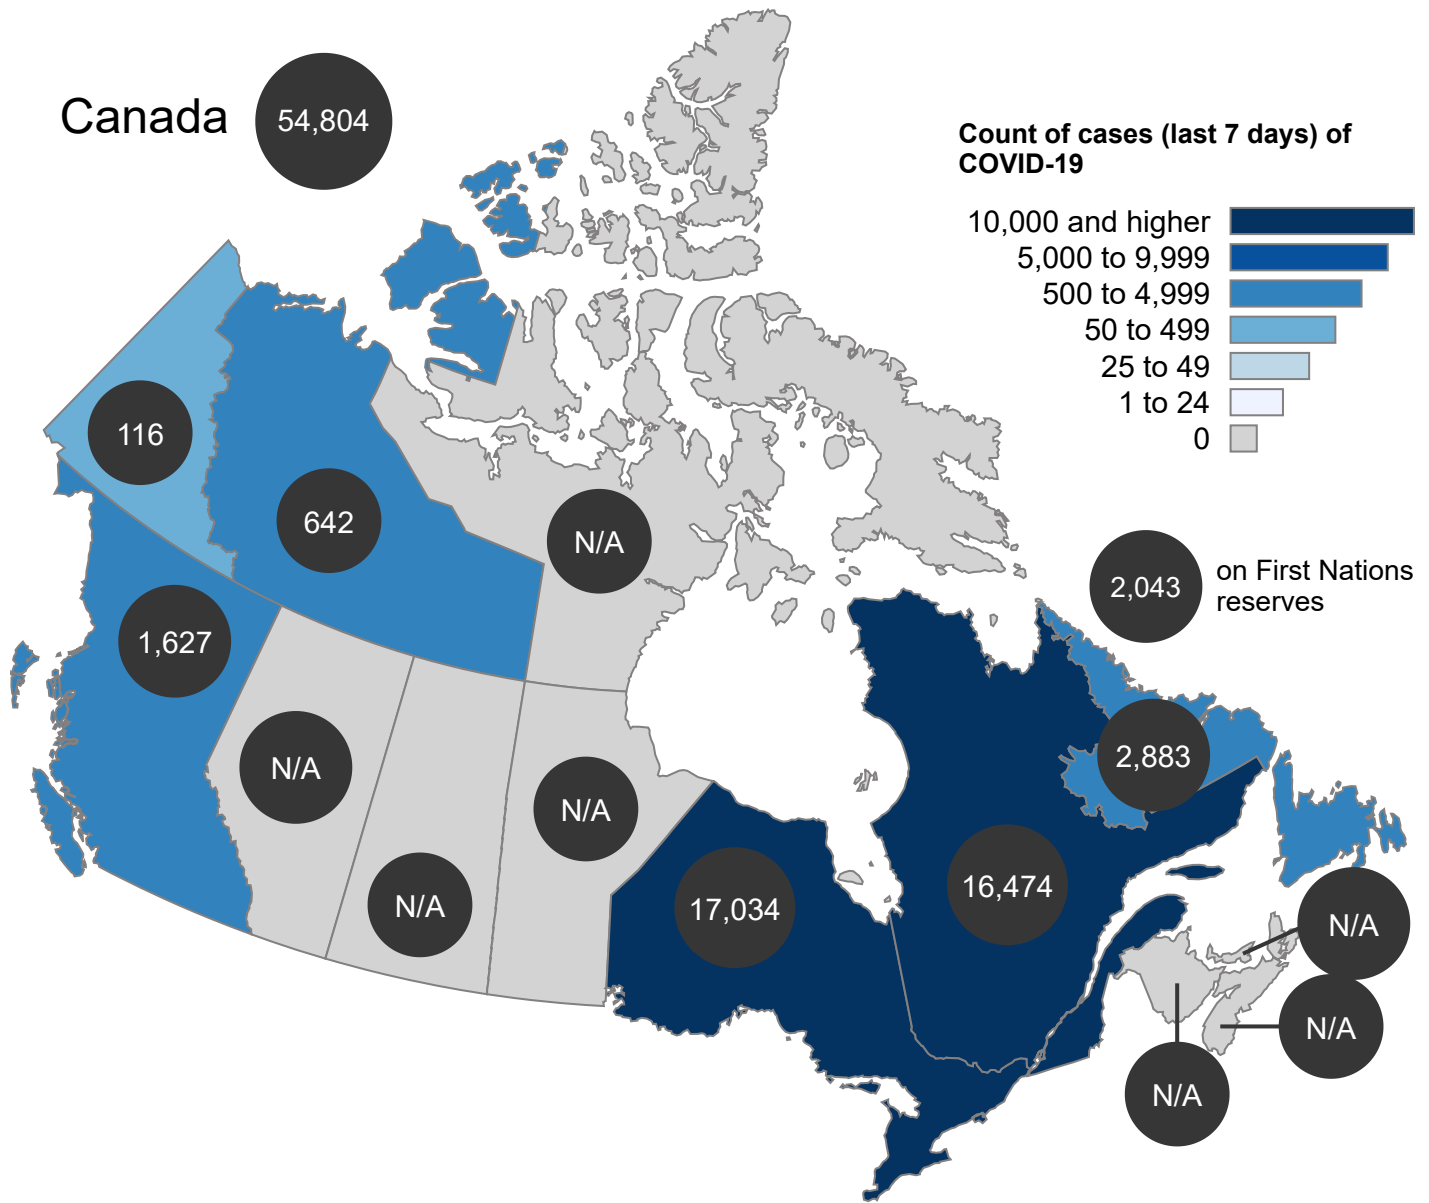 Canada
54,804
Count of cases (last 7 days) of
COVID-19
10,000 and higher
5,000 to 9,999
500 to 4,999
50 to 499
25 to 49
1 to 24
0
116
642
N/A
2,043
on First Nations
reserves
1,627
2,883
N/A
N/A
16,474
N/A
17,034
N/A
N/A
N/A